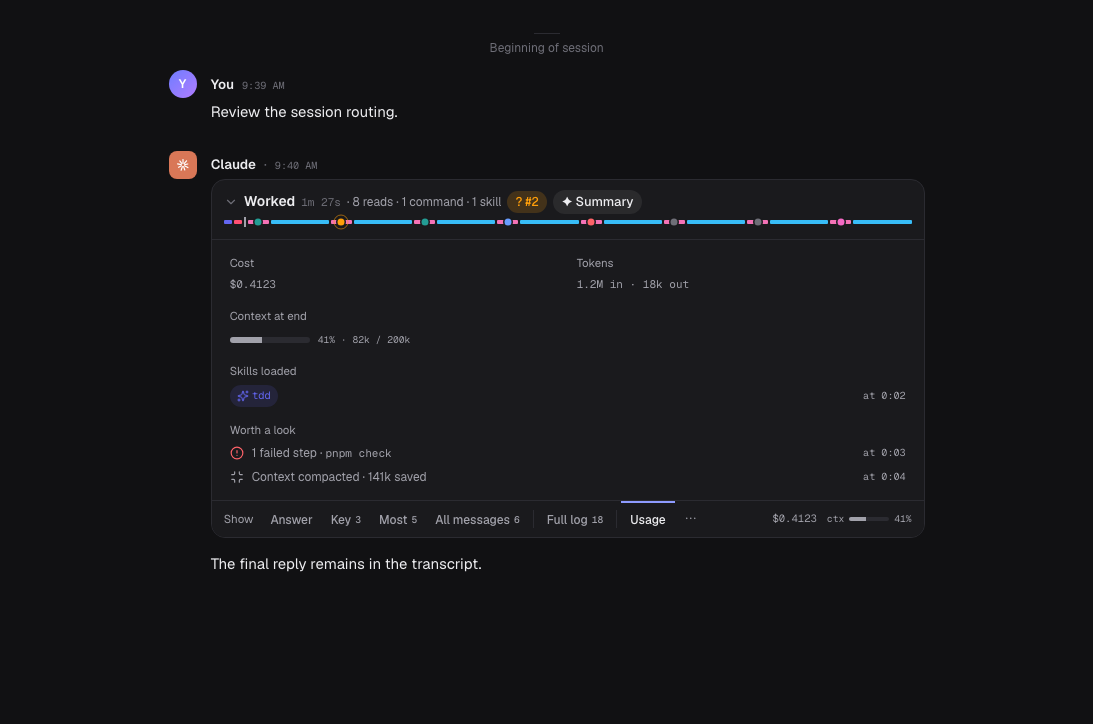 Beginning of session
Y You 9:39 AM
Review the session routing.
Claude · 9:40 AM
Worked 1m 27s · 8 reads · 1 command · 1 skill ? #2 Summary
Cost Tokens
$0.4123 1.2M in · 18k out
Context at end
41% · 82k / 200k
Skills loaded
tdd at 0:02
Worth a look
1 failed step · pnpm check at 0:03
Context compacted · 141k saved at 0:04
Show Answer Key 3 Most 5 All messages 6 Full log 18 Usage ··· $0.4123 ctx 41%
The final reply remains in the transcript.